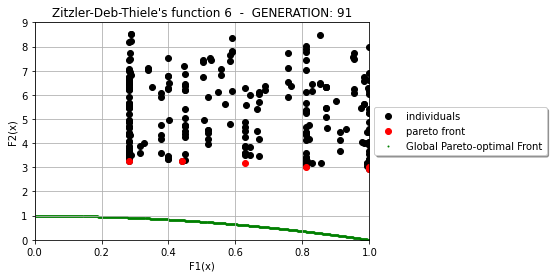 Zitzler-Deb-Thiele's function 6 - GENERATION: 91
9
8
7
6
5
4
3
2
1
0
F2(x)
0.0 0.2 0.4 0.6 0.8 1.0
F1(x)
individuals
pareto front
Global Pareto-optimal Front